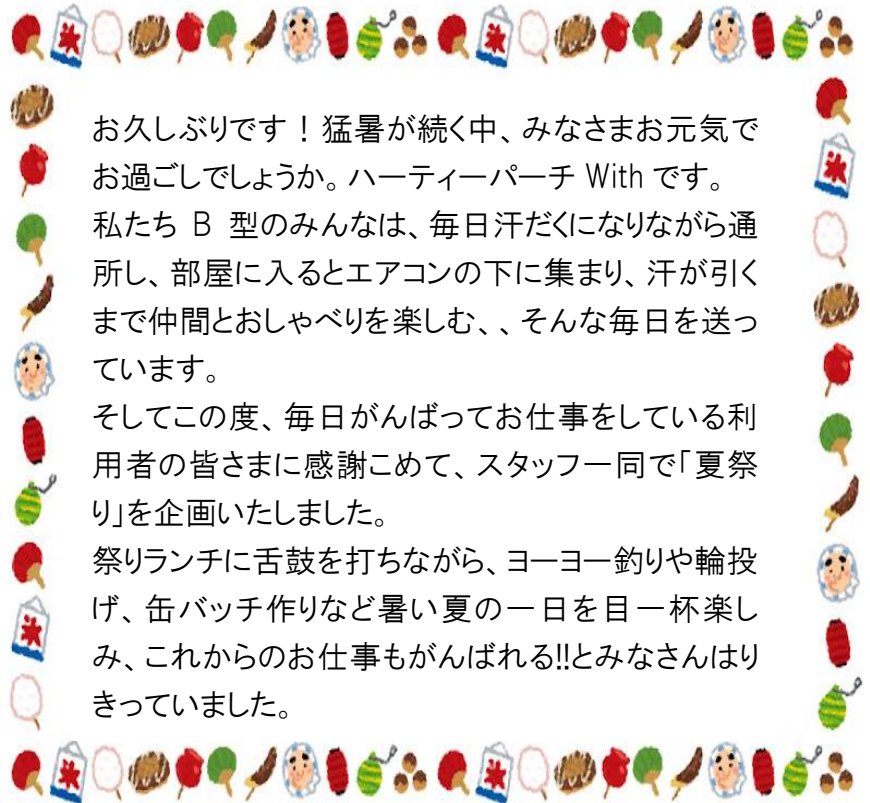 お久しぶりです！猛暑が続く中、みなさまお元気で
お過ごしでしょうか。ハーティーパーチ With です。
私たち B 型のみんなは、毎日汗だくになりながら通
所し、部屋に入るとエアコンの下に集まり、汗が引く
まで仲間とおしゃべりを楽しむ、、そんな毎日を送っ
ています。
そしてこの度、毎日がんばってお仕事をしている利
用者の皆さまに感謝こめて、スタッフ一同で「夏祭
り」を企画いたしました。
祭りランチに舌鼓を打ちながら、ヨーヨー釣りや輪投
げ、缶バッチ作りなど暑い夏の一日を目一杯楽し
み、これからのお仕事もがんばれる!!とみなさんはり
きっていました。
氷
氷
氷
氷
氷
氷